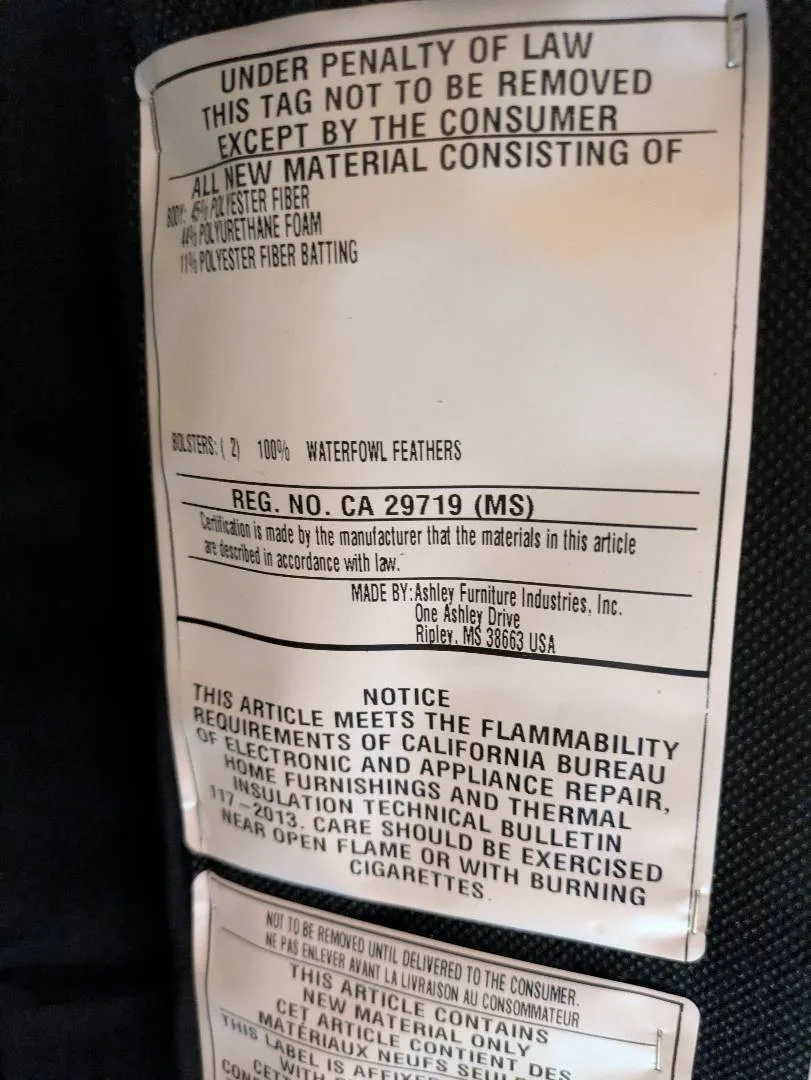 UNDER PENALTY OF LAW
THIS TAG NOT TO BE REMOVED
EXCEPT BY THE CONSUMER
ALL NEW MATERIAL CONSISTING OF
BODY: 45% POLYESTER FIBER
44% POLYURETHANE FOAM
11% POLYESTER FIBER BATTING
BOLSTERS: ( 2) 100% WATERFOWL FEATHERS
REG. NO. CA 29719 (MS)
Certification is made by the manufacturer that the materials in this article
are described in accordance with law.
MADE BY:Ashley Furniture Industries, Inc.
One Ashley Drive
Ripley, MS 38663 USA
NOTICE
THIS ARTICLE MEETS THE FLAMMABILITY
REQUIREMENTS OF CALIFORNIA BUREAU
OF ELECTRONIC AND APPLIANCE REPAIR,
HOME FURNISHINGS AND THERMAL
INSULATION TECHNICAL BULLETIN
117-2013. CARE SHOULD BE EXERCISED
NEAR OPEN FLAME OR WITH BURNING
CIGARETTES.
NOT TO BE REMOVED UNTIL DELIVERED TO THE CONSUMER.
NE PAS ENLEVER AVANT LA LIVRAISON AU CONSOMMATEUR
THIS ARTICLE CONTAINS
NEW MATERIAL ONLY
CET ARTICLE CONTIENT DES
MATÉRIAUX NEUFS
THIS LABEL IS
WITH